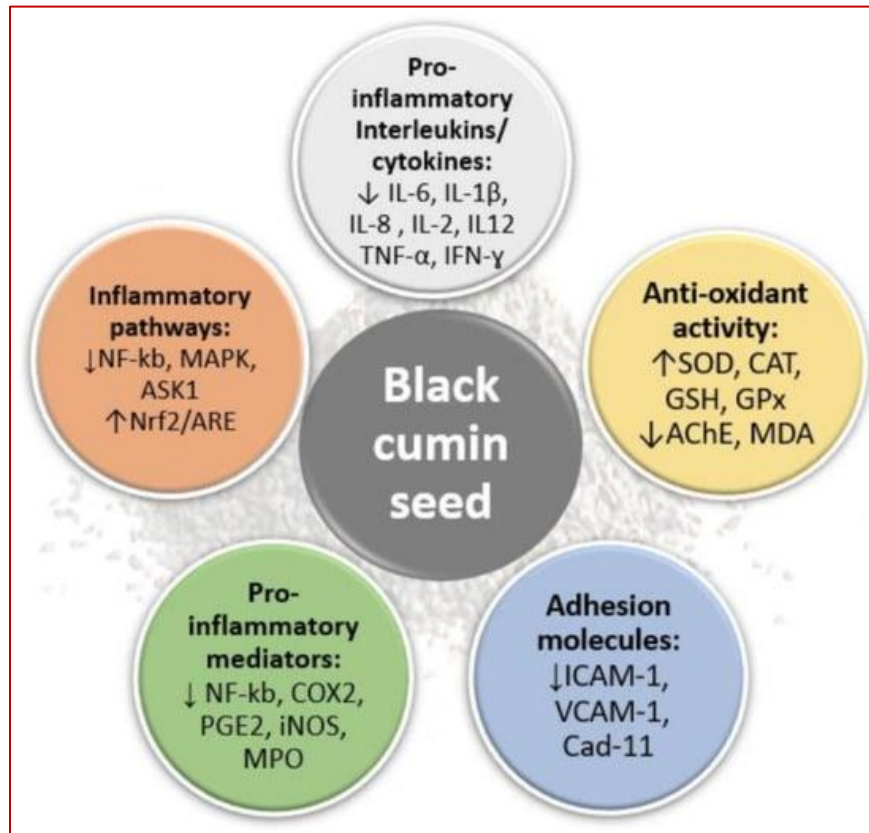 Pro-
inflammatory
Interleukins/
cytokines:
↓ IL-6, IL-1β,
IL-8 , IL-2, IL12
TNF-α, IFN-ɣ
Inflammatory
pathways:
↓NF-kb, MAPK,
ASK1
↑Nrf2/ARE
Anti-oxidant
activity:
↑SOD, CAT,
GSH, GPx
↓AChE, MDA
Black
cumin
seed
Pro-
inflammatory
mediators:
↓ NF-kb, COX2,
PGE2, iNOS,
MPO
Adhesion
molecules:
↓ICAM-1,
VCAM-1,
Cad-11